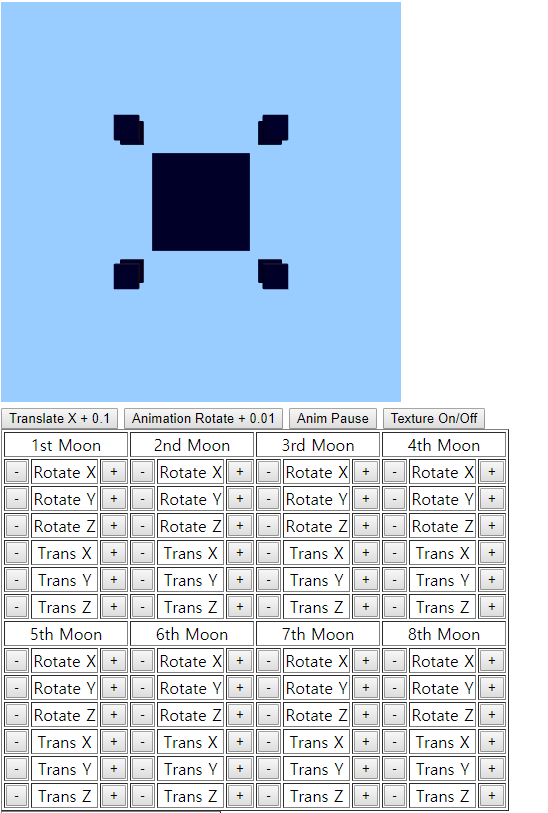 Translate X + 0.1 Animation Rotate + 0.01 Anim Pause Texture On/Off
1st Moon 2nd Moon 3rd Moon 4th Moon
- Rotate X + - Rotate X + - Rotate X + - Rotate X +
- Rotate Y + - Rotate Y + - Rotate Y + - Rotate Y +
- Rotate Z + - Rotate Z + - Rotate Z + - Rotate Z +
- Trans X + - Trans X + - Trans X + - Trans X +
- Trans Y + - Trans Y + - Trans Y + - Trans Y +
- Trans Z + - Trans Z + - Trans Z + - Trans Z +
5th Moon 6th Moon 7th Moon 8th Moon
- Rotate X + - Rotate X + - Rotate X + - Rotate X +
- Rotate Y + - Rotate Y + - Rotate Y + - Rotate Y +
- Rotate Z + - Rotate Z + - Rotate Z + - Rotate Z +
- Trans X + - Trans X + - Trans X + - Trans X +
- Trans Y + - Trans Y + - Trans Y + - Trans Y +
- Trans Z + - Trans Z + - Trans Z + - Trans Z +